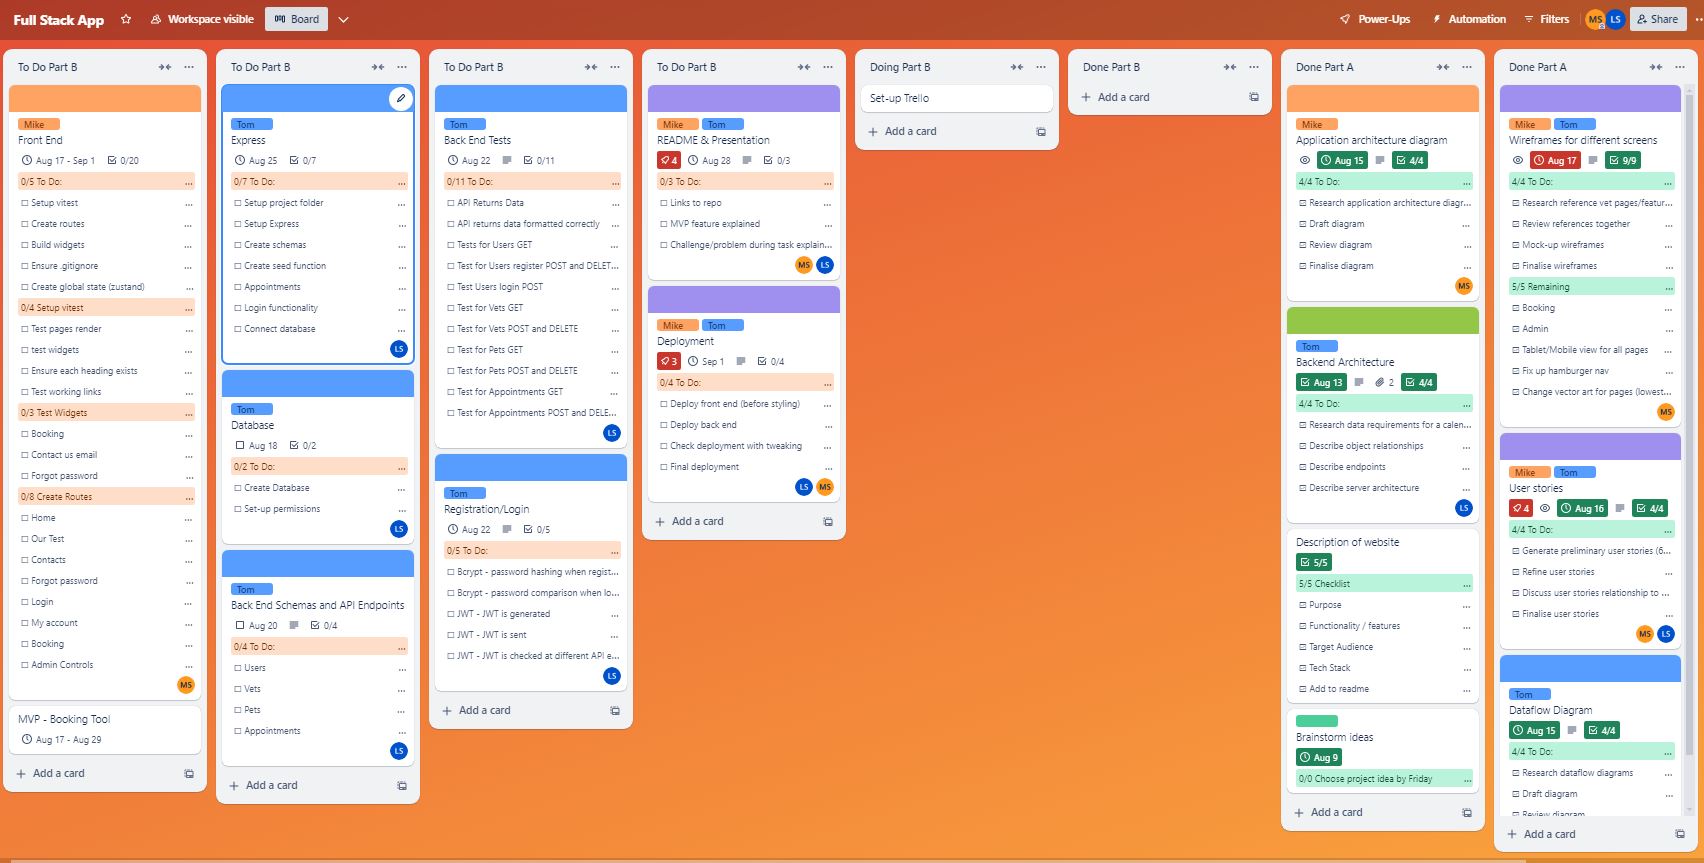 Full Stack App
Workspace visible
Board
Power-Ups
Automation
Filters
MS
LS
Share
To Do Part B
Mike
Front End
Aug 17 - Sep 1 0/20
0/5 To Do: ...
Setup vitest ...
Create routes ...
Build widgets ...
Ensure .gitignore ...
Create global state (zustand) ...
0/4 Setup vitest ...
Test pages render ...
test widgets ...
Ensure each heading exists ...
Test working links ...
0/3 Test Widgets ...
Booking ...
Contact us email ...
Forgot password ...
0/8 Create Routes ...
Home ...
Our Test ...
Contacts ...
Forgot password ...
Login ...
My account ...
Booking ...
Admin Controls ...
MS
MVP - Booking Tool
Aug 17 - Aug 29
+ Add a card
To Do Part B
Tom
Express
Aug 25 0/7
0/7 To Do: ...
Setup project folder ...
Setup Express ...
Create schemas ...
Create seed function ...
Appointments ...
Login functionality ...
Connect database ...
LS
Tom
Database
Aug 18 0/2
0/2 To Do: ...
Create Database ...
Set-up permissions ...
LS
Tom
Back End Schemas and API Endpoints
Aug 20 0/4
0/4 To Do: ...
Users ...
Vets ...
Pets ...
Appointments ...
LS
+ Add a card
To Do Part B
Tom
Back End Tests
Aug 22 0/11
0/11 To Do: ...
API Returns Data ...
API returns data formatted correctly ...
Tests for Users GET ...
Test for Users register POST and DELET...
Test Users login POST ...
Test for Vets GET ...
Test for Vets POST and DELETE ...
Test for Pets GET ...
Test for Pets POST and DELETE ...
Test for Appointments GET ...
Test for Appointments POST and DELE...
LS
Tom
Registration/Login
Aug 22 0/5
0/5 To Do: ...
Bcrypt - password hashing when regist...
Bcrypt - password comparison when lo...
JWT - JWT is generated ...
JWT - JWT is sent ...
JWT - JWT is checked at different API e...
LS
+ Add a card
To Do Part B
Mike Tom
README & Presentation
4 Aug 28 0/3
0/3 To Do: ...
Links to repo ...
MVP feature explained ...
Challenge/problem during task explain...
MS LS
Mike Tom
Deployment
3 Sep 1 0/4
0/4 To Do: ...
Deploy front end (before styling) ...
Deploy back end ...
Check deployment with tweaking ...
Final deployment ...
LS MS
+ Add a card
Doing Part B
Set-up Trello
+ Add a card
Done Part B
+ Add a card
Done Part A
Mike
Application architecture diagram
Aug 15 4/4
4/4 To Do: ...
Research application architecture diagr...
Draft diagram ...
Review diagram ...
Finalise diagram ...
MS
Tom
Backend Architecture
Aug 13 2 4/4
4/4 To Do: ...
Research data requirements for a calen...
Describe object relationships ...
Describe endpoints ...
Describe server architecture ...
LS
Description of website
5/5
5/5 Checklist ...
Purpose ...
Functionality / features ...
Target Audience ...
Tech Stack ...
Add to readme ...
Brainstorm ideas
Aug 9
0/0 Choose project idea by Friday ...
+ Add a card
Done Part A
Mike Tom
Wireframes for different screens
Aug 17 9/9
4/4 To Do: ...
Research reference vet pages/featur...
Review references together ...
Mock-up wireframes ...
Finalise wireframes ...
5/5 Remaining ...
Booking ...
Admin ...
Tablet/Mobile view for all pages ...
Fix up hamburger nav ...
Change vector art for pages (lowest...
MS
Mike Tom
User stories
4 Aug 16 4/4
4/4 To Do: ...
Generate preliminary user stories (6...
Refine user stories ...
Discuss user stories relationship to ...
Finalise user stories ...
MS LS
Tom
Dataflow Diagram
Aug 15 4/4
4/4 To Do: ...
Research dataflow diagrams ...
Draft diagram ...
Review diagram ...
+ Add a card